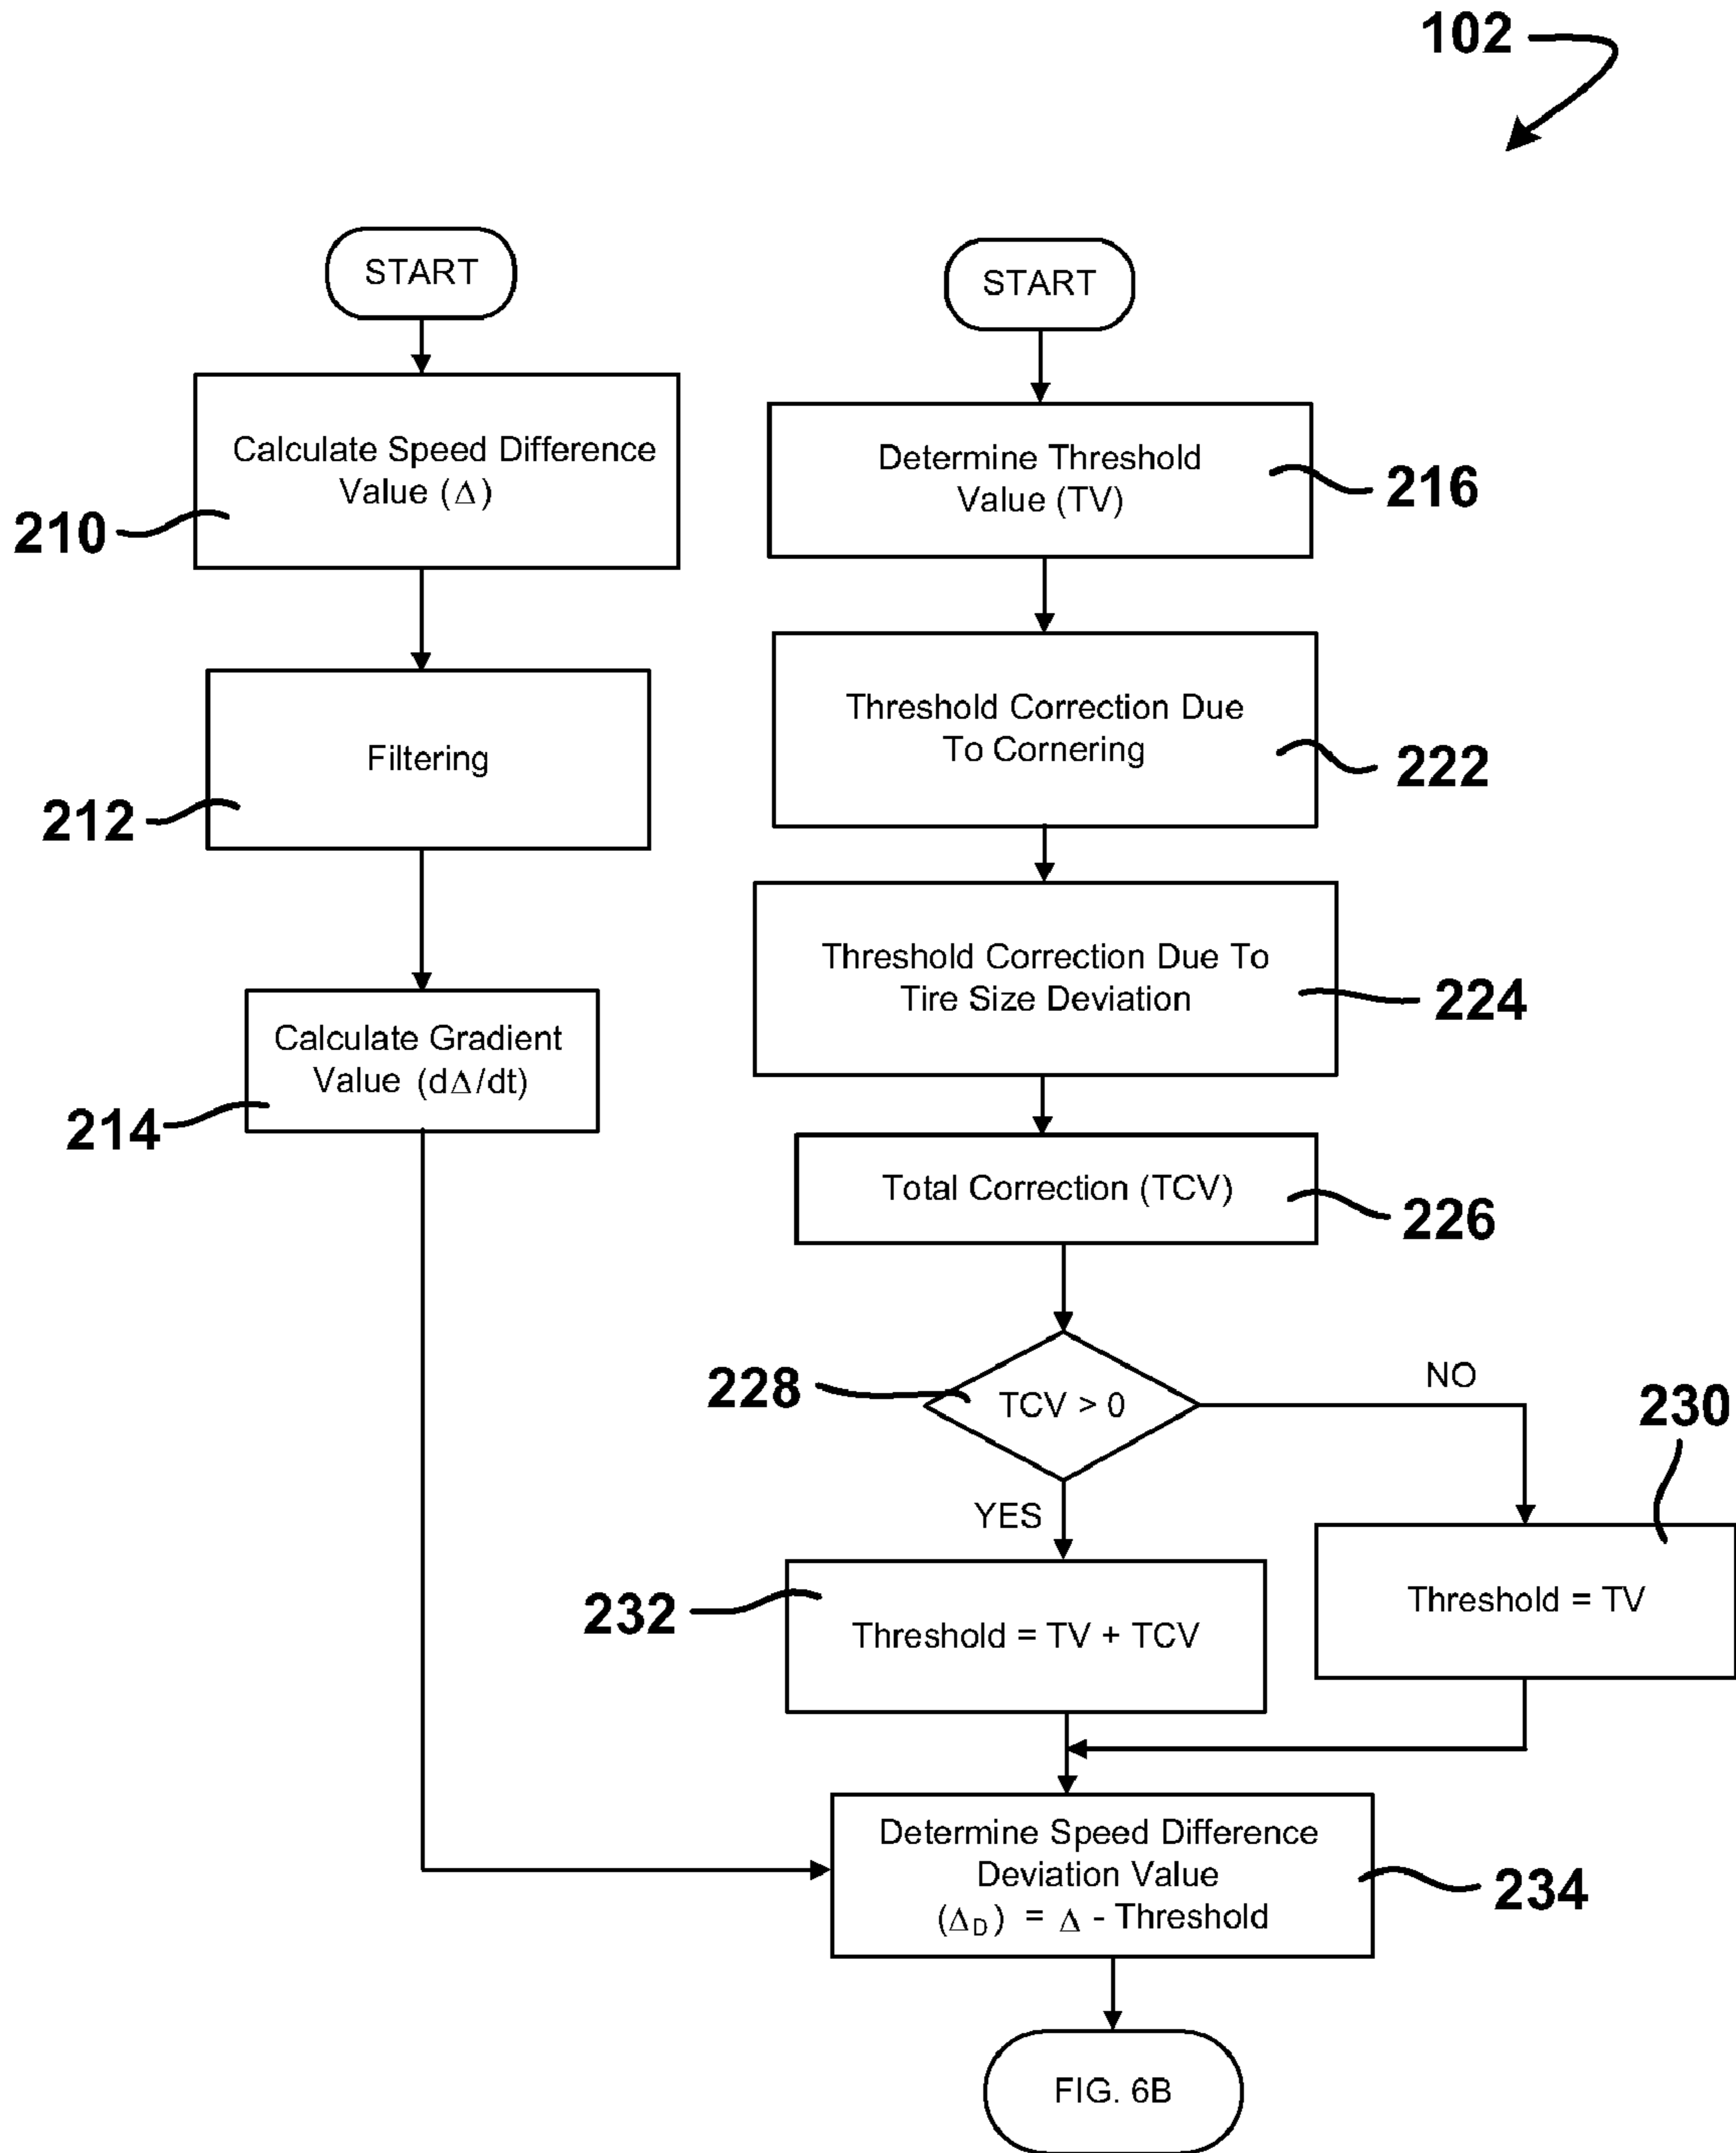 102
START
Calculate Speed Difference
Value (Δ)
210
Filtering
212
Calculate Gradient
Value (dΔ/dt)
214
START
Determine Threshold
Value (TV)
216
Threshold Correction Due
To Cornering
222
Threshold Correction Due To
Tire Size Deviation
224
Total Correction (TCV)
226
228
TCV > 0
NO
230
YES
Threshold = TV
232
Threshold = TV + TCV
Determine Speed Difference
Deviation Value
(Δ_D) = Δ - Threshold
234
FIG. 6B